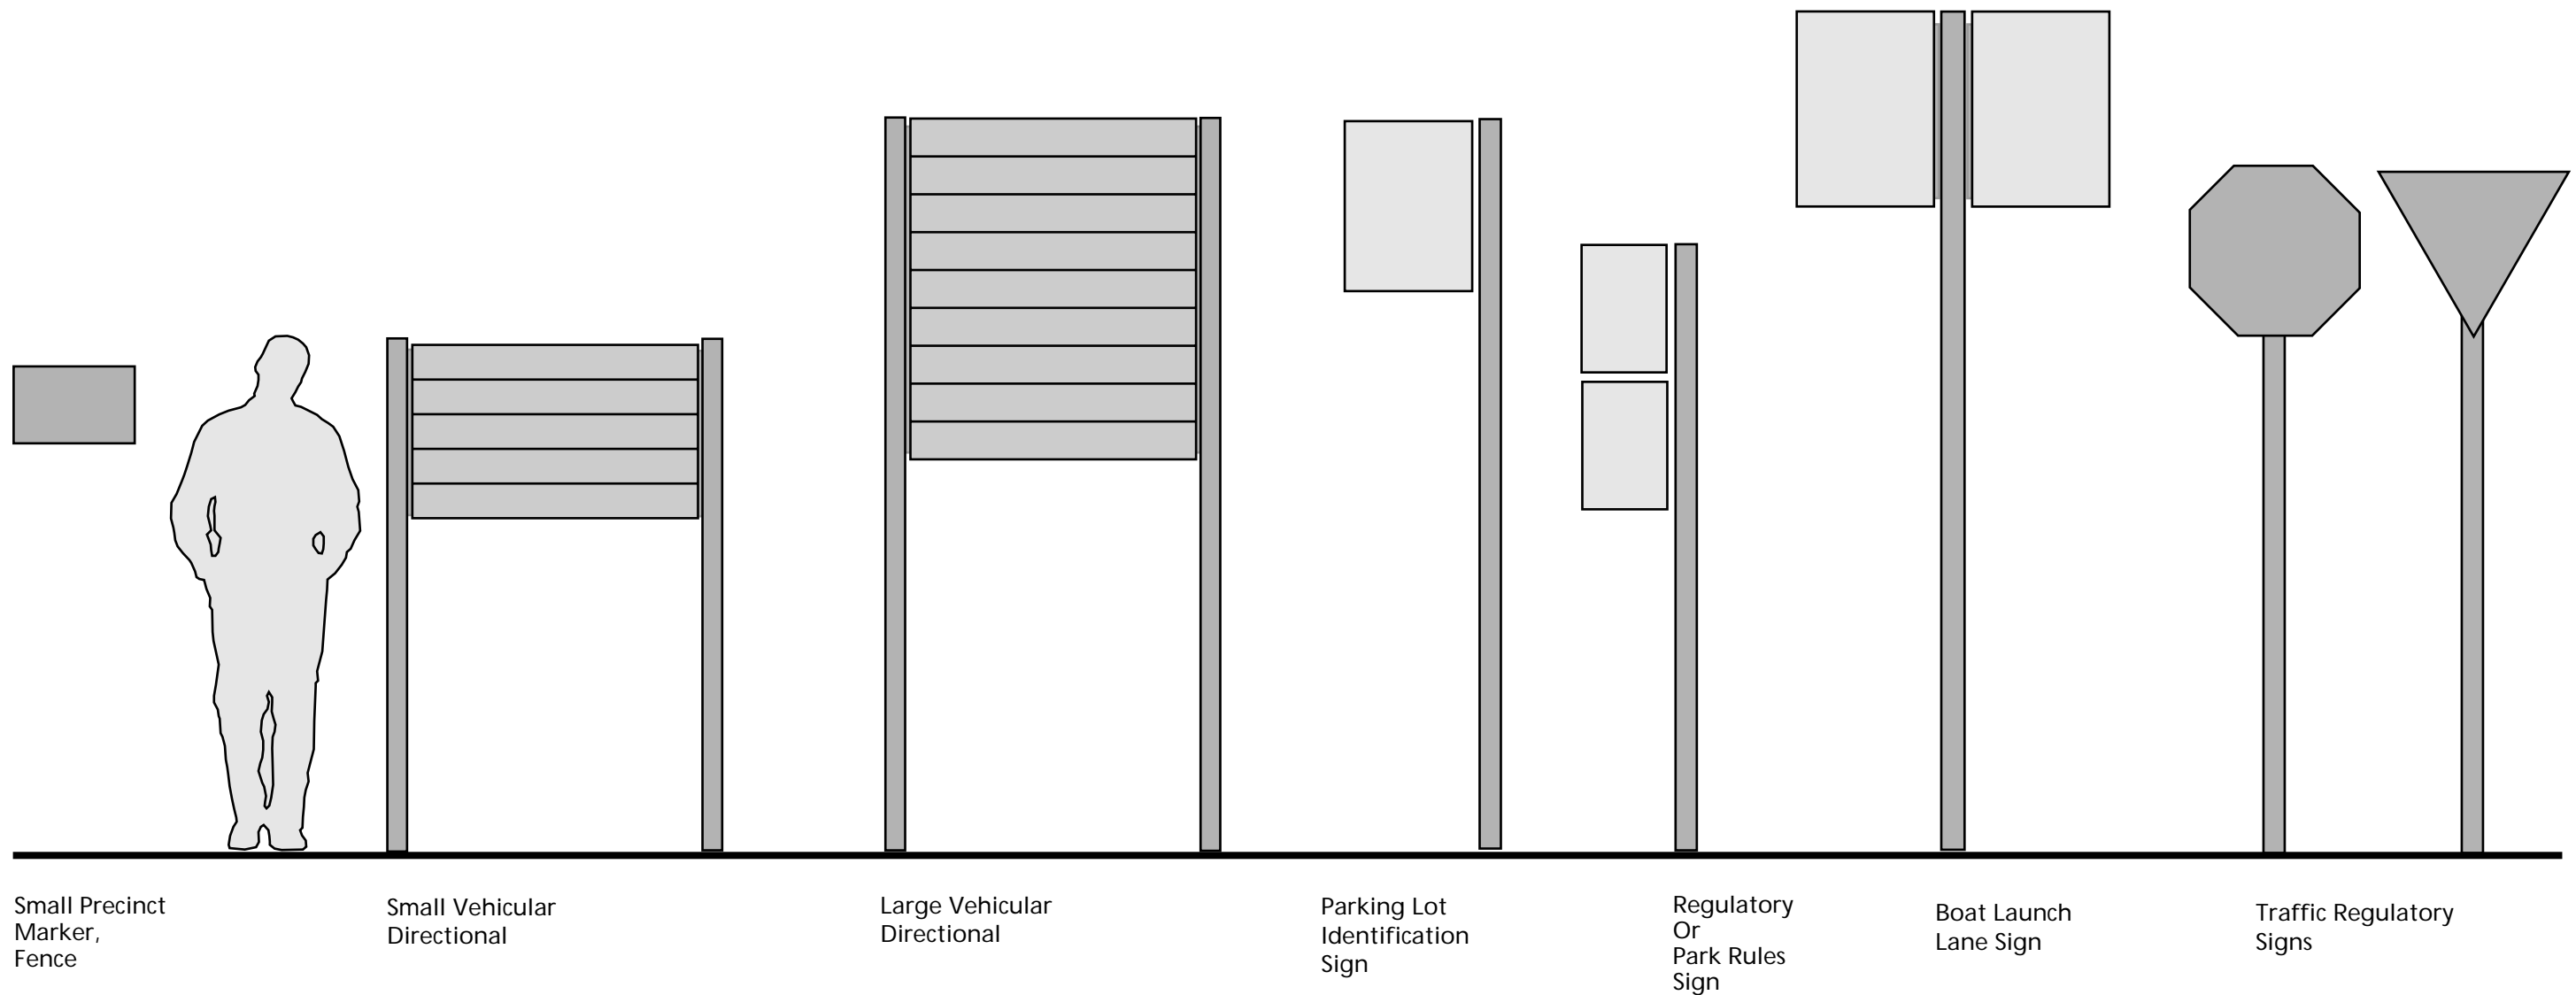 Small Precinct
Marker,
Fence
Small Vehicular
Directional
Large Vehicular
Directional
Parking Lot
Identification
Sign
Regulatory
Or
Park Rules
Sign
Boat Launch
Lane Sign
Traffic Regulatory
Signs